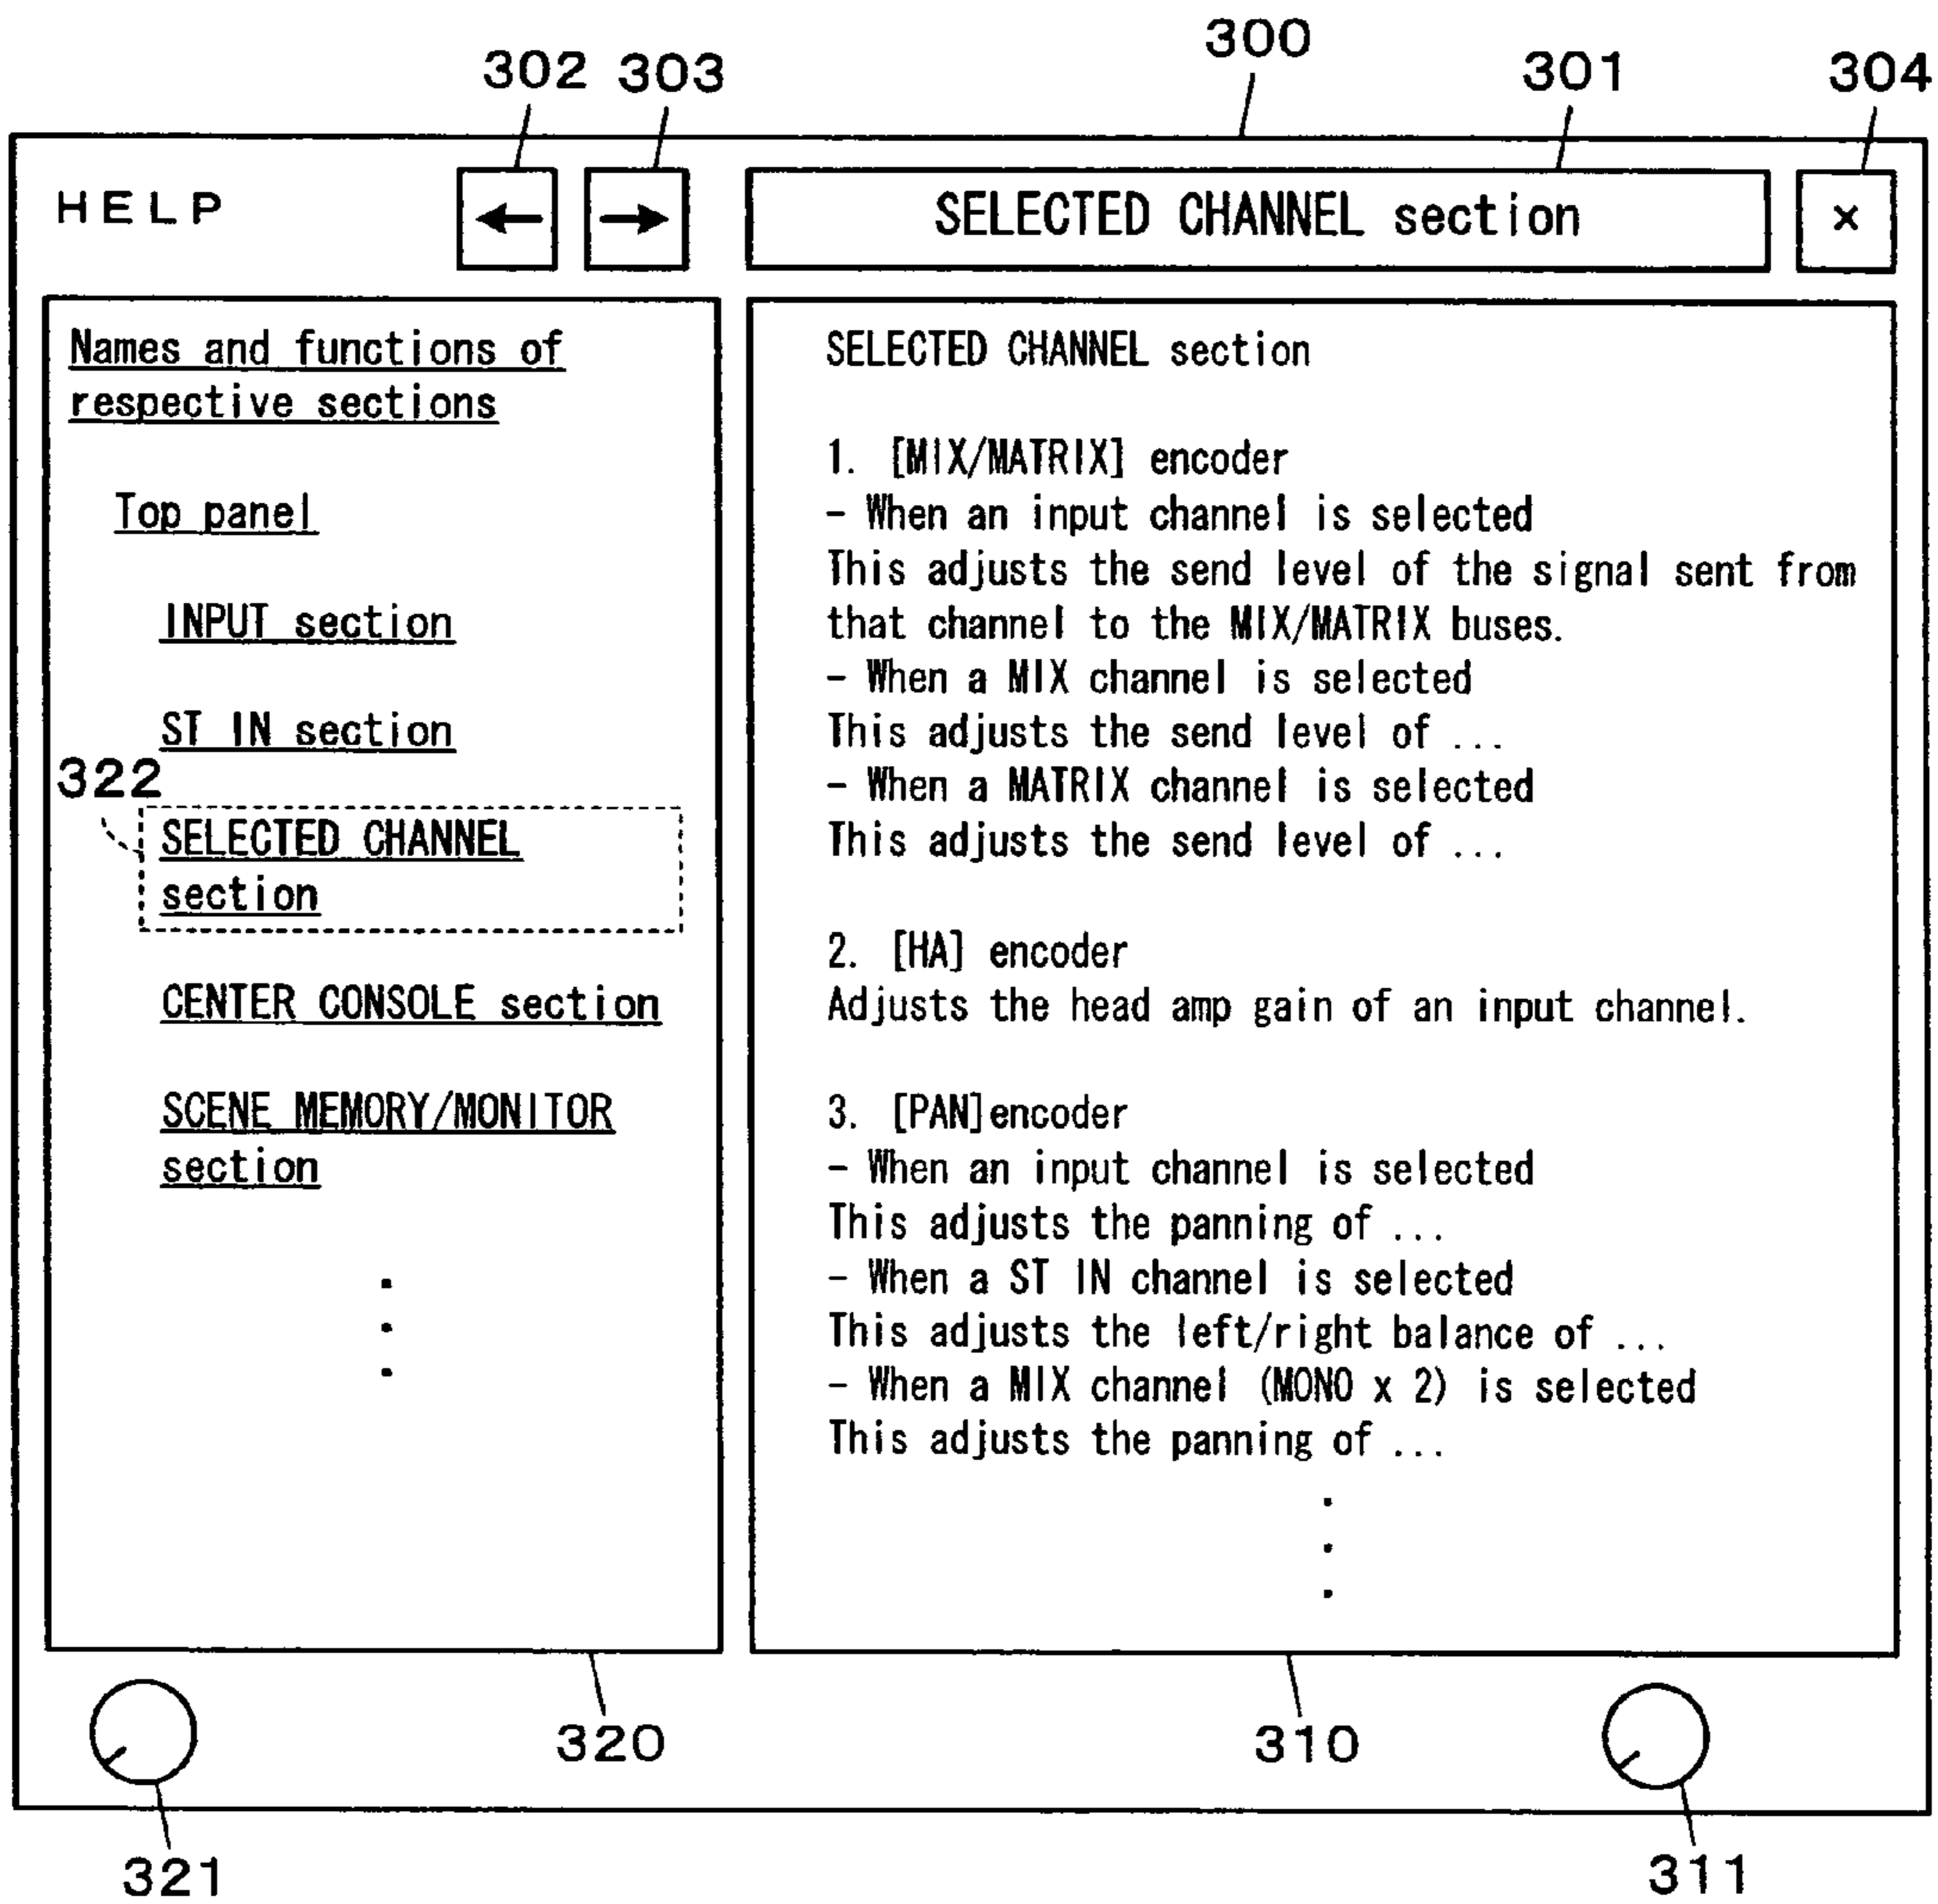 300
302 303 301 304
HELP
← →
SELECTED CHANNEL section
×
Names and functions of
respective sections
Top panel
INPUT section
ST IN section
322
SELECTED CHANNEL
section
CENTER CONSOLE section
SCENE MEMORY/MONITOR
section
SELECTED CHANNEL section
1. [MIX/MATRIX] encoder
- When an input channel is selected
This adjusts the send level of the signal sent from
that channel to the MIX/MATRIX buses.
- When a MIX channel is selected
This adjusts the send level of ...
- When a MATRIX channel is selected
This adjusts the send level of ...
2. [HA] encoder
Adjusts the head amp gain of an input channel.
3. [PAN]encoder
- When an input channel is selected
This adjusts the panning of ...
- When a ST IN channel is selected
This adjusts the left/right balance of ...
- When a MIX channel (MONO x 2) is selected
This adjusts the panning of ...
320 310
321 311